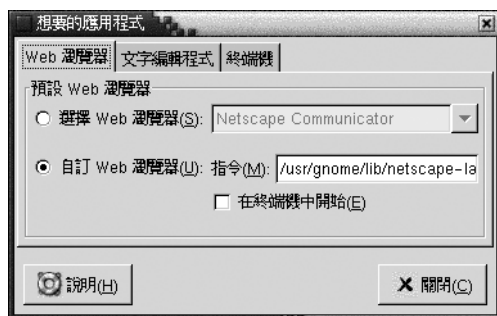 想要的應用程式
Web 瀏覽器 文字編輯程式 終端機
預設 Web 瀏覽器
選擇 Web 瀏覽器(S): Netscape Communicator
自訂 Web 瀏覽器(U): 指令(M): /usr/gnome/lib/netscape-la
在終端機中開始(E)
說明(H) 關閉(C)